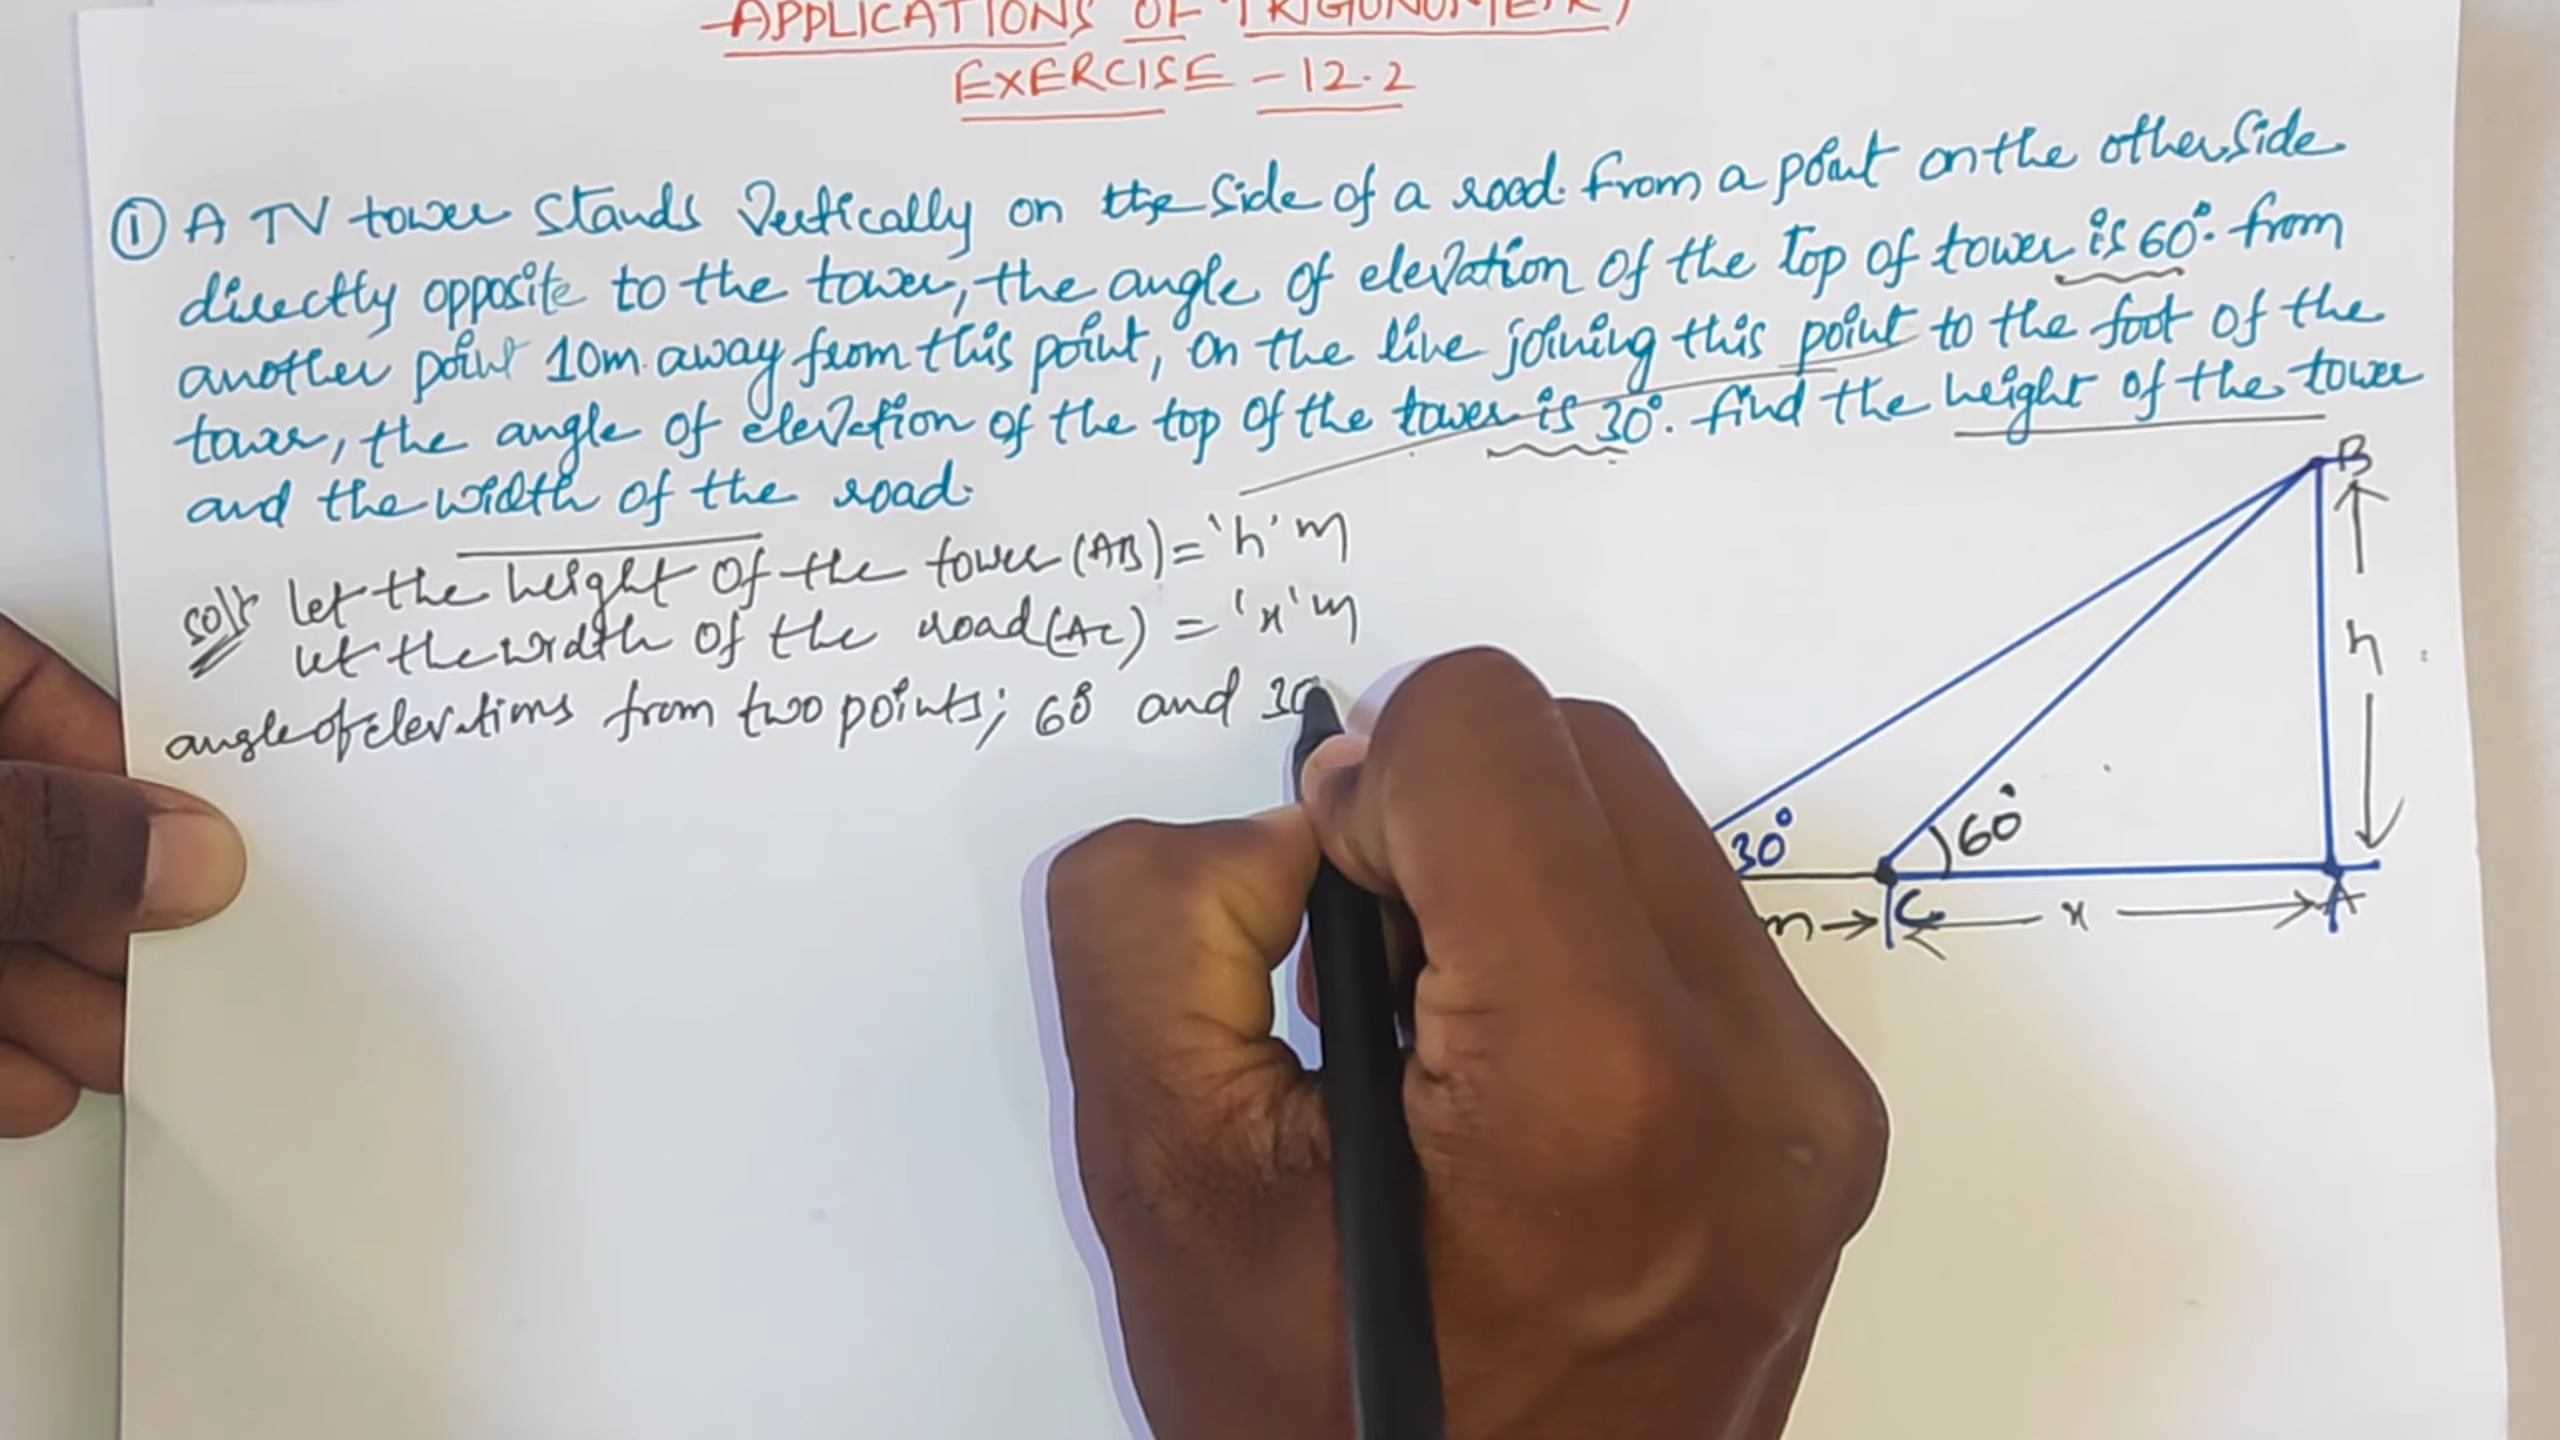 APPLICATIONS OF TRIGONOMETRY
EXERCISE - 12.2
① A TV tower stands vertically on the side of a road. from a point on the other side
directly opposite to the tower, the angle of elevation of the top of tower is 60°. from
another point 10m away from this point, on the line joining this point to the foot of the
tower, the angle of elevation of the top of the tower is 30°. find the height of the tower
and the width of the road.
Sol: let the height of the tower (AB) = 'h' m
let the width of the road (AC) = 'x' m
angle of elevations from two points; 60° and 30
B
h
30°
60°
m
C
x
A